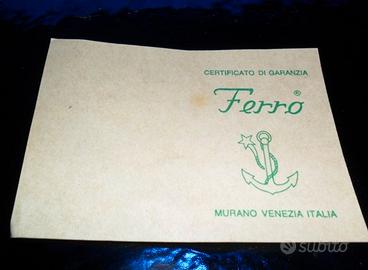 CERTIFICATO DI GARANZIA
Ferro®
MURANO VENEZIA ITALIA
subito